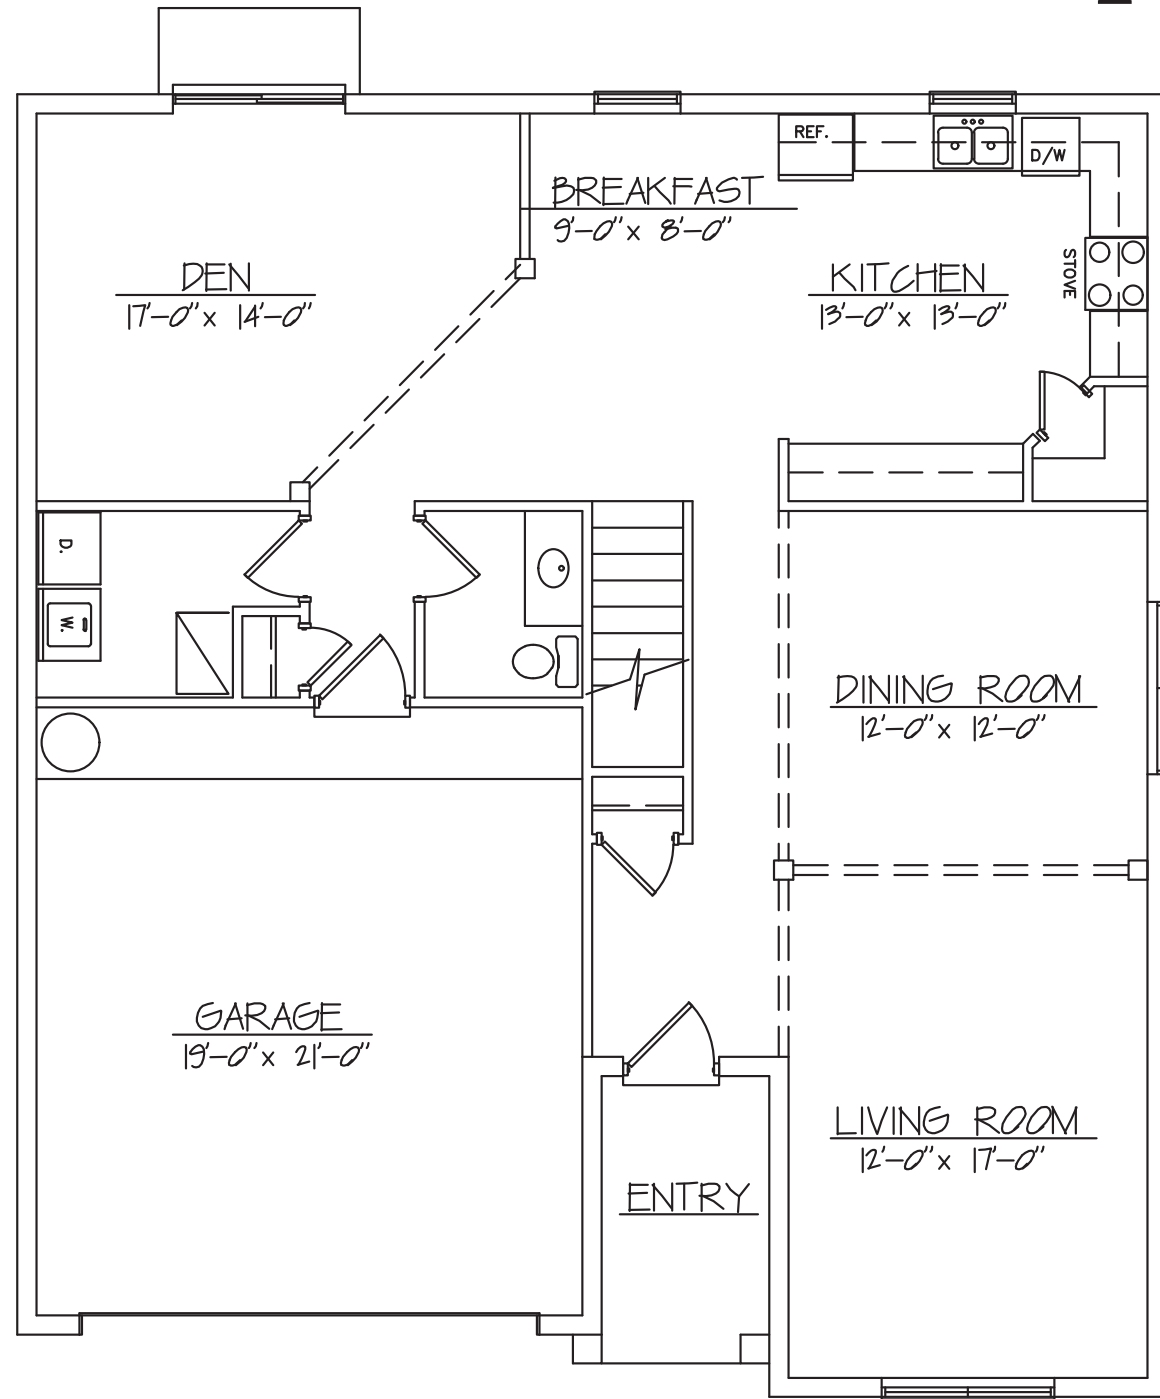 REF.
D/W
BREAKFAST
9'-0" x 8'-0"
DEN
17'-0" x 14'-0"
KITCHEN
13'-0" x 13'-0"
STOVE
D.
W.
DINING ROOM
12'-0" x 12'-0"
GARAGE
19'-0" x 21'-0"
LIVING ROOM
12'-0" x 17'-0"
ENTRY